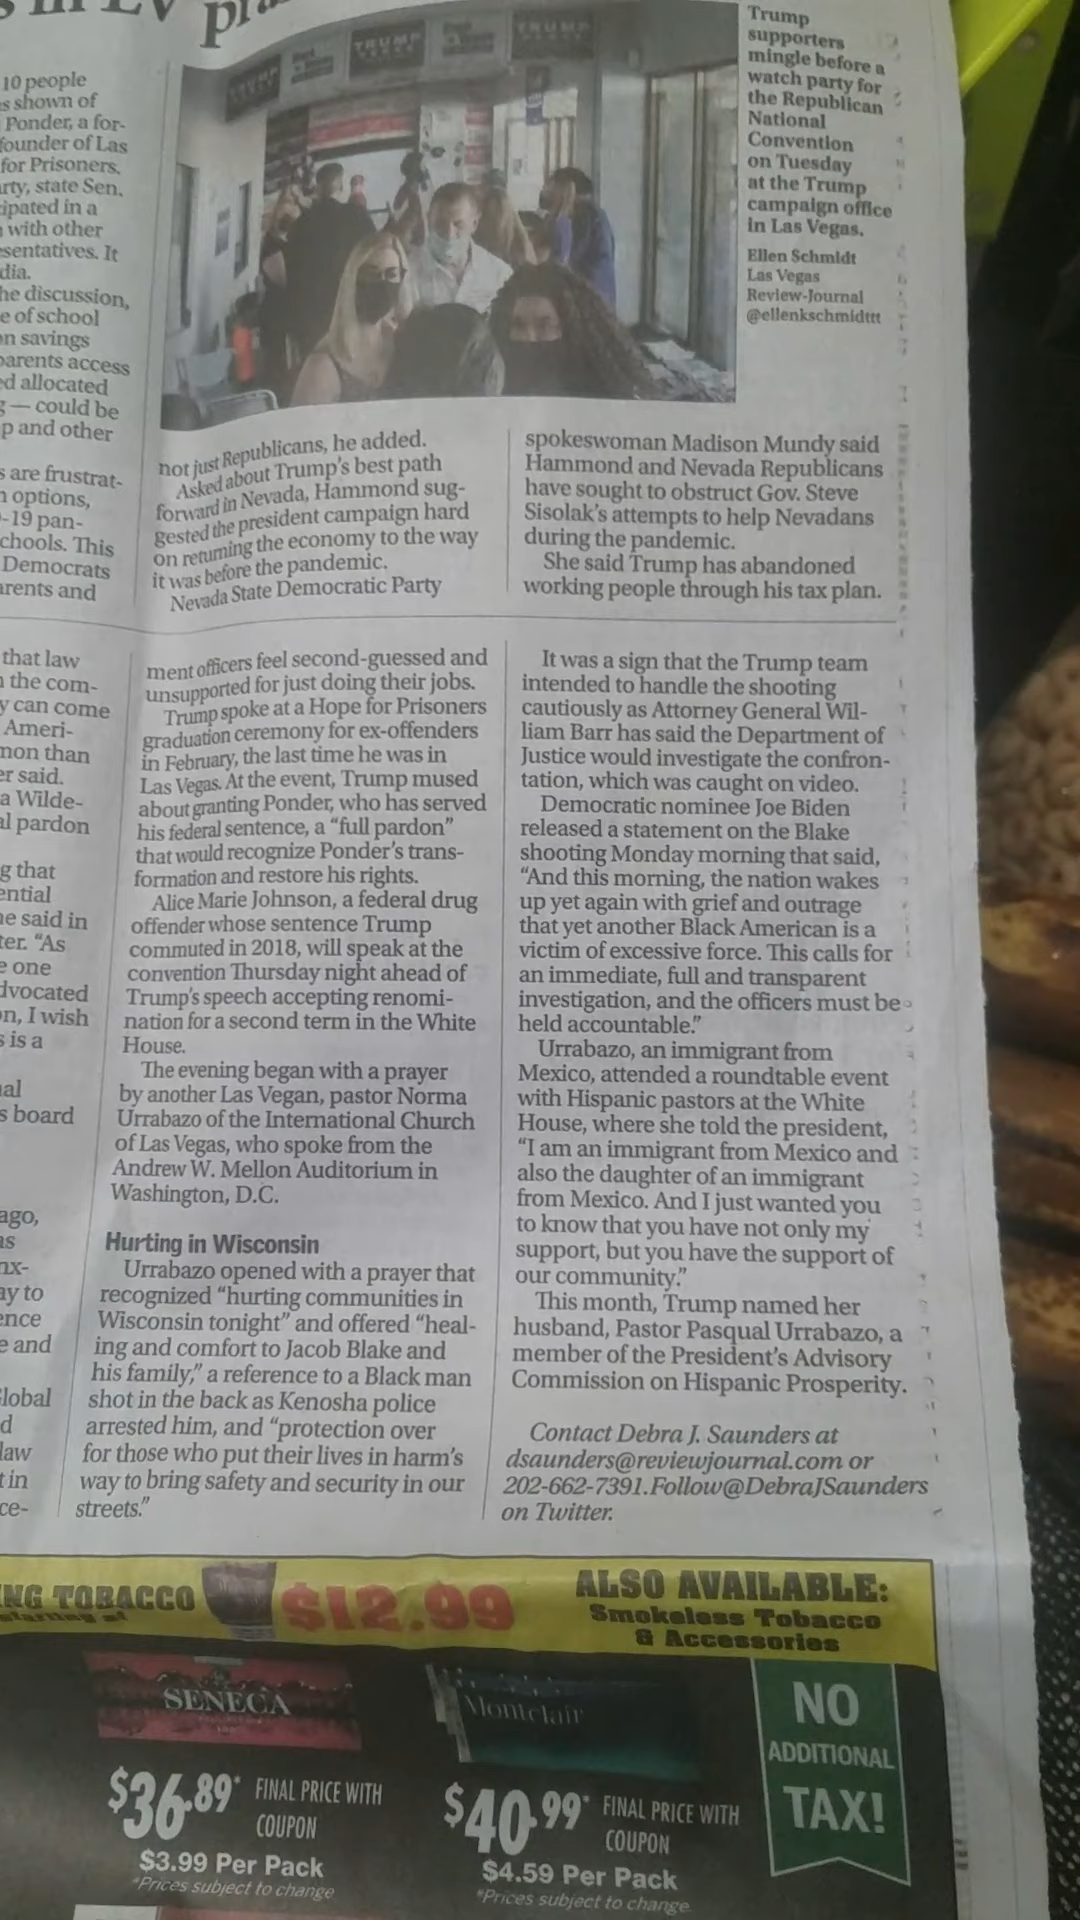 10 people
s shown of
Ponder, a for-
founder of Las
for Prisoners.
arty, state Sen.
ipated in a
with other
esentatives. It
dia.
he discussion,
e of school
on savings
parents access
ed allocated
g — could be
p and other
s are frustrat-
n options,
-19 pan-
chools. This
Democrats
arents and
TRUMP
TRUMP
TRUMP
Trump
supporters
mingle before a
watch party for
the Republican
National
Convention
on Tuesday
at the Trump
campaign office
in Las Vegas.
Ellen Schmidt
Las Vegas
Review-Journal
@ellenkschmidttt
not just Republicans, he added.
Asked about Trump's best path
forward in Nevada, Hammond sug-
gested the president campaign hard
on returning the economy to the way
it was before the pandemic.
Nevada State Democratic Party
spokeswoman Madison Mundy said
Hammond and Nevada Republicans
have sought to obstruct Gov. Steve
Sisolak's attempts to help Nevadans
during the pandemic.
She said Trump has abandoned
working people through his tax plan.
that law
n the com-
y can come
Ameri-
mon than
er said.
a Wilde-
al pardon
g that
ential
he said in
ter. “As
e one
dvocated
on, I wish
s is a
nal
s board
ago,
as
nx-
ay to
ence
e and
Global
d
law
t in
ce-
ment officers feel second-guessed and
unsupported for just doing their jobs.
Trump spoke at a Hope for Prisoners
graduation ceremony for ex-offenders
in February, the last time he was in
Las Vegas. At the event, Trump mused
about granting Ponder, who has served
his federal sentence, a “full pardon”
that would recognize Ponder's trans-
formation and restore his rights.
Alice Marie Johnson, a federal drug
offender whose sentence Trump
commuted in 2018, will speak at the
convention Thursday night ahead of
Trump's speech accepting renomi-
nation for a second term in the White
House.
The evening began with a prayer
by another Las Vegan, pastor Norma
Urrabazo of the International Church
of Las Vegas, who spoke from the
Andrew W. Mellon Auditorium in
Washington, D.C.
Hurting in Wisconsin
Urrabazo opened with a prayer that
recognized “hurting communities in
Wisconsin tonight” and offered “heal-
ing and comfort to Jacob Blake and
his family,” a reference to a Black man
shot in the back as Kenosha police
arrested him, and “protection over
for those who put their lives in harm's
way to bring safety and security in our
streets.”
It was a sign that the Trump team
intended to handle the shooting
cautiously as Attorney General Wil-
liam Barr has said the Department of
Justice would investigate the confron-
tation, which was caught on video.
Democratic nominee Joe Biden
released a statement on the Blake
shooting Monday morning that said,
“And this morning, the nation wakes
up yet again with grief and outrage
that yet another Black American is a
victim of excessive force. This calls for
an immediate, full and transparent
investigation, and the officers must be
held accountable.”
Urrabazo, an immigrant from
Mexico, attended a roundtable event
with Hispanic pastors at the White
House, where she told the president,
“I am an immigrant from Mexico and
also the daughter of an immigrant
from Mexico. And I just wanted you
to know that you have not only my
support, but you have the support of
our community.”
This month, Trump named her
husband, Pastor Pasqual Urrabazo, a
member of the President's Advisory
Commission on Hispanic Prosperity.
Contact Debra J. Saunders at
dsaunders@reviewjournal.com or
202-662-7391.Follow@DebraJSaunders
on Twitter.
NG TOBACCO
starting at
$12.99
ALSO AVAILABLE:
Smokeless Tobacco
& Accessories
SENECA
$36.89* FINAL PRICE WITH
COUPON
$3.99 Per Pack
*Prices subject to change
Montclair
$40.99* FINAL PRICE WITH
COUPON
$4.59 Per Pack
*Prices subject to change
NO
ADDITIONAL
TAX!